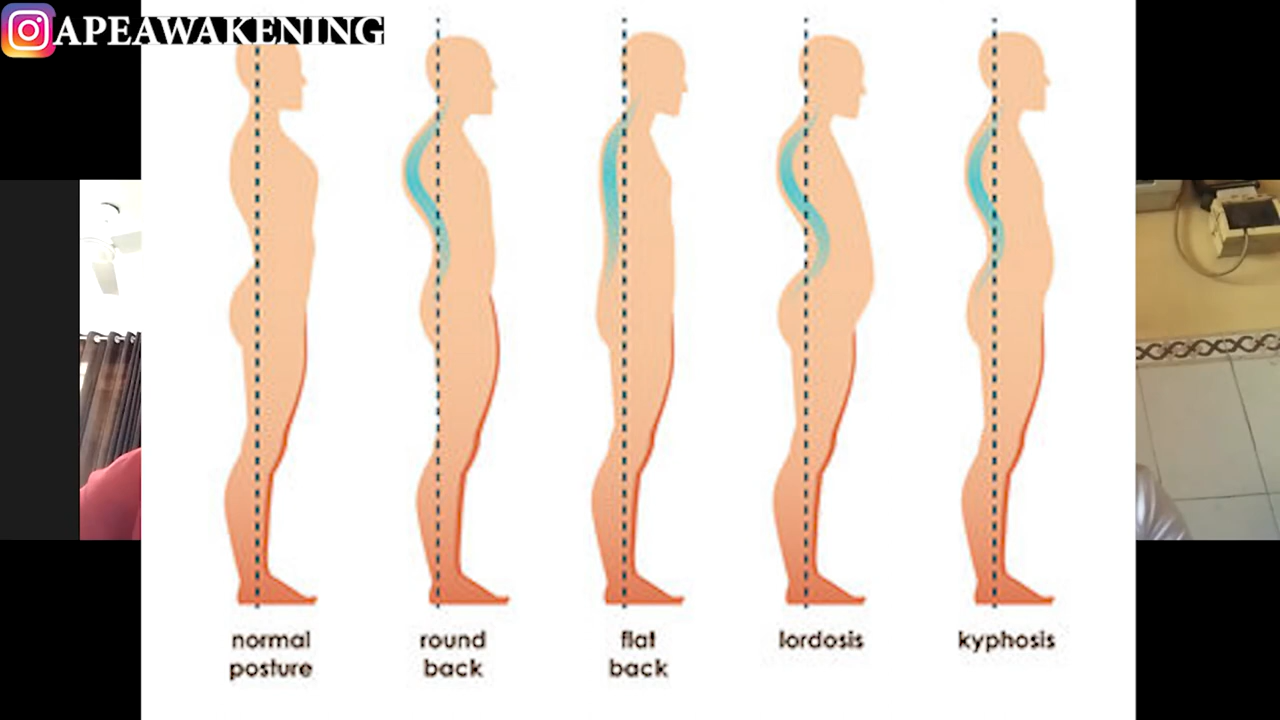 APEAWAKENING
normal
posture
round
back
flat
back
lordosis
kyphosis